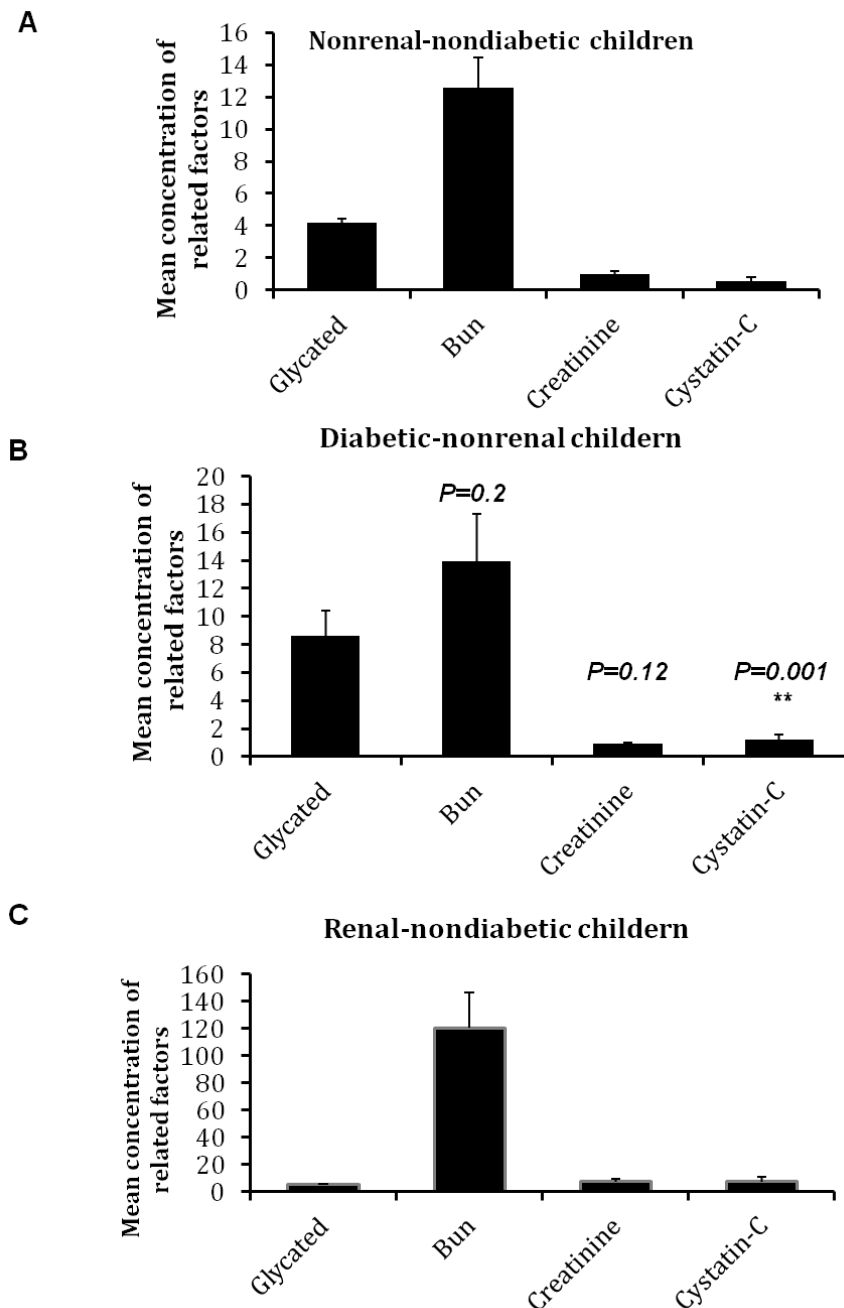 A
Nonrenal-nondiabetic children
Mean concentration of
related factors
16
14
12
10
8
6
4
2
0
Glycated
Bun
Creatinine
Cystatin-C
B
Diabetic-nonrenal childern
Mean concentration of
related factors
20
18
16
14
12
10
8
6
4
2
0
P=0.2
P=0.12
P=0.001
**
Glycated
Bun
Creatinine
Cystatin-C
C
Renal-nondiabetic childern
Mean concentration of
related factors
160
140
120
100
80
60
40
20
0
Glycated
Bun
Creatinine
Cystatin-C